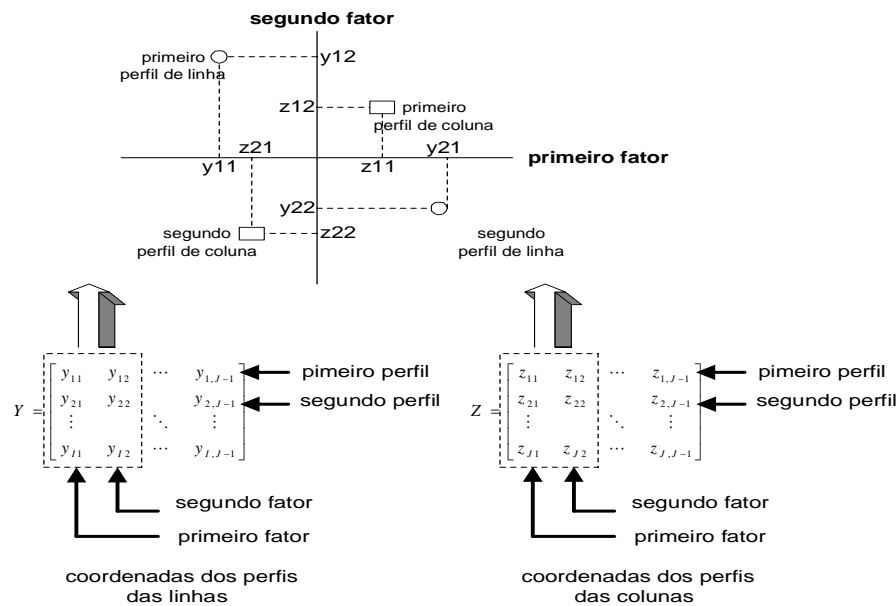 segundo fator
primeiro
perfil de linha
y12
z12
primeiro
perfil de coluna
z21
y21
y11
z11
primeiro fator
y22
z22
segundo
perfil de coluna
segundo
perfil de linha
Y = [ y11 y12 ⋯ y1,J−1
y21 y22 y2,J−1
⋮ ⋱ ⋮
yI1 yI2 yI,J−1 ]
pimeiro perfil
segundo perfil
segundo fator
primeiro fator
coordenadas dos perfis
das linhas
Z = [ z11 z12 ⋯ z1,J−1
z21 z22 z2,J−1
⋮ ⋱ ⋮
zJ1 zJ2 zJ,J−1 ]
pimeiro perfil
segundo perfil
segundo fator
primeiro fator
coordenadas dos perfis
das colunas